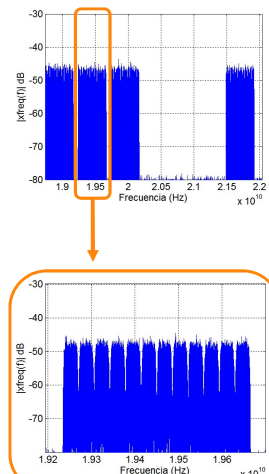 -30
-40
-50
-60
-70
-80
|xfreq(f)| dB
1.9 1.95 2 2.05 2.1 2.15 2.2
Frecuencia (Hz)
x 10^10
-30
-40
-50
-60
-70
|xfreq(f)| dB
1.92 1.93 1.94 1.95 1.96
Frecuencia (Hz)
x 10^10